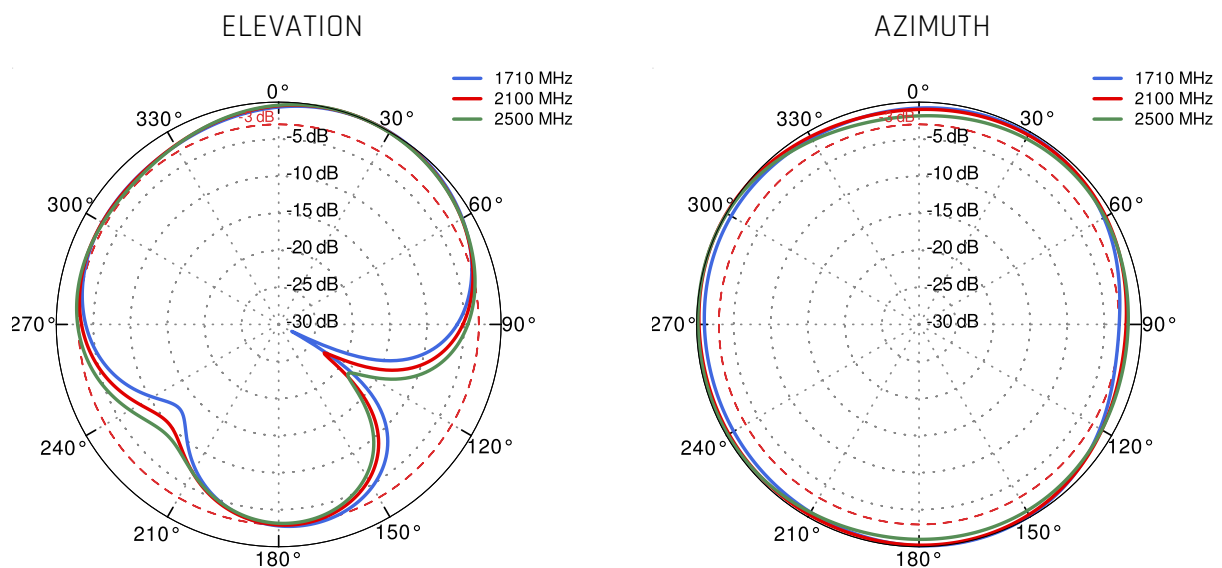 ELEVATION
1710 MHz
2100 MHz
2500 MHz
0°
330°
-3 dB
30°
-5 dB
-10 dB
300°
60°
-15 dB
-20 dB
-25 dB
270°
-30 dB
90°
240°
120°
210°
150°
180°
AZIMUTH
1710 MHz
2100 MHz
2500 MHz
0°
330°
-3 dB
30°
-5 dB
-10 dB
300°
60°
-15 dB
-20 dB
-25 dB
270°
-30 dB
90°
240°
120°
210°
150°
180°